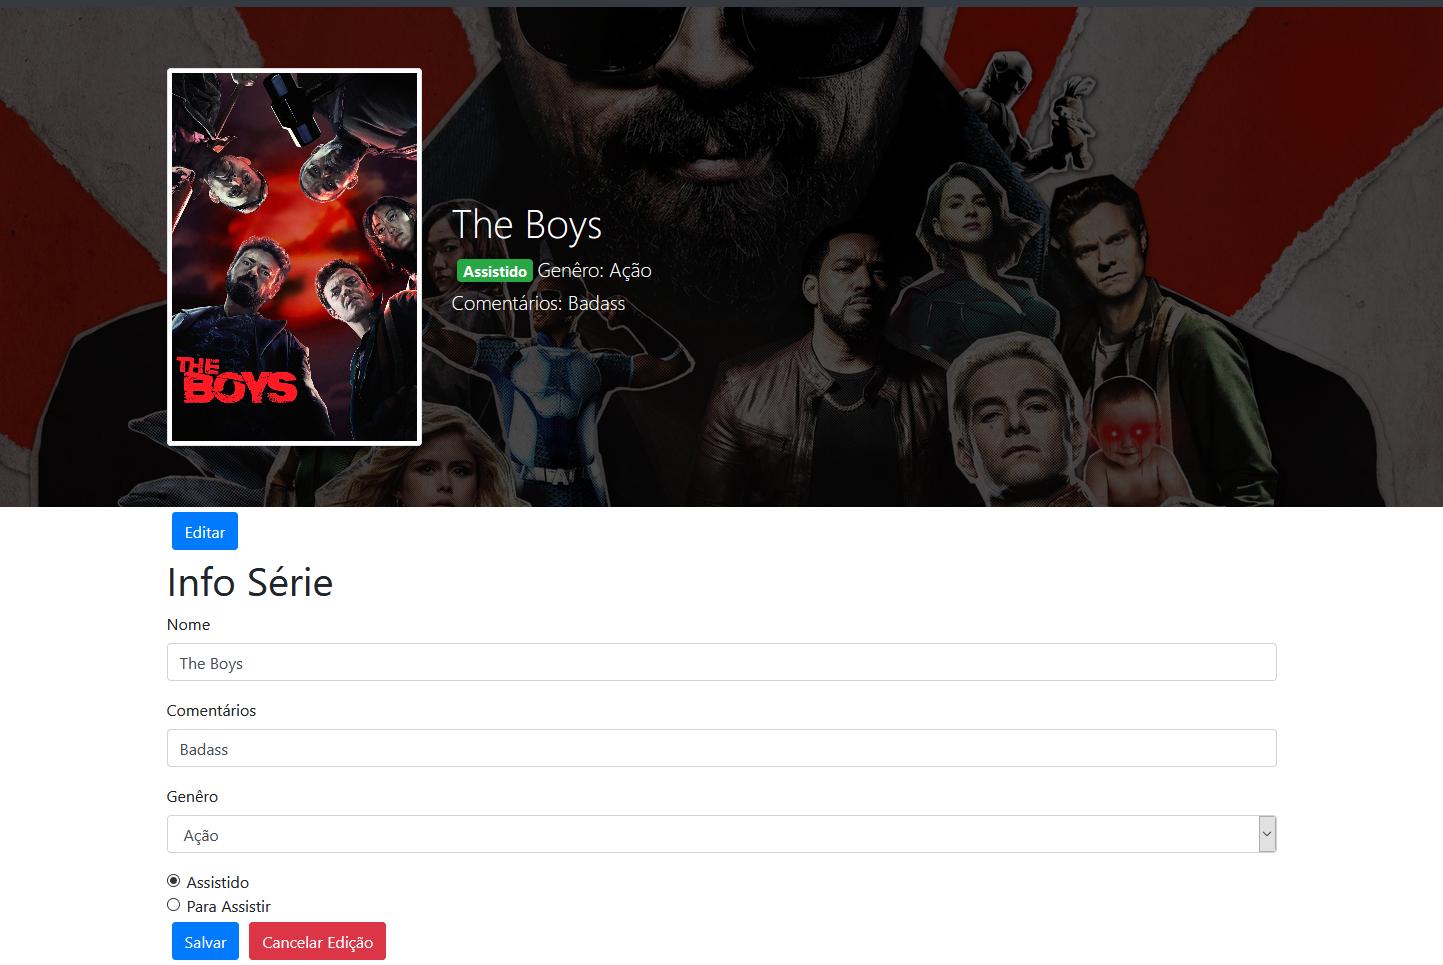 THE
BOYS
The Boys
Assistido Genêro: Ação
Comentários: Badass
Editar
Info Série
Nome
The Boys
Comentários
Badass
Genêro
Ação
Assistido
Para Assistir
Salvar Cancelar Edição